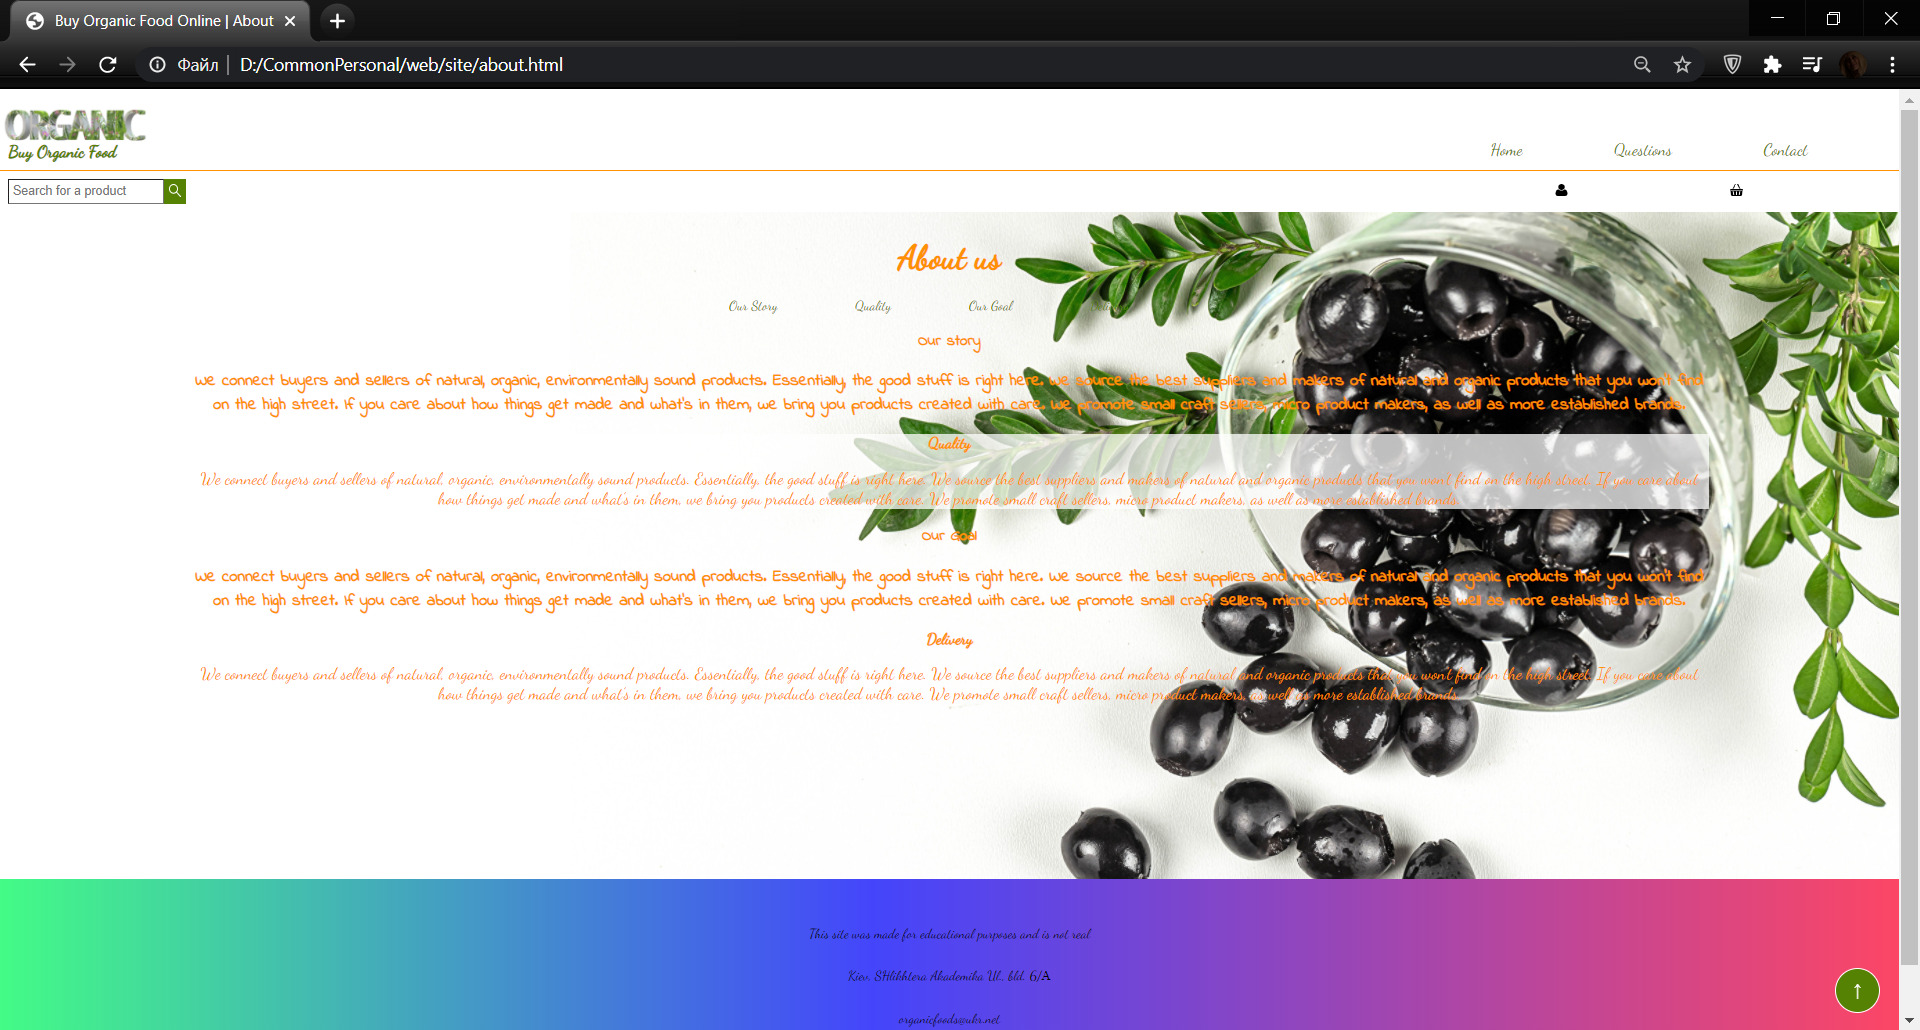 Buy Organic Food Online | About
Файл | D:/CommonPersonal/web/site/about.html
ORGANIC
Buy Organic Food
Home Questions Contact
Search for a product
About us
Our Story Quality Our Goal Delivery
Our story
We connect buyers and sellers of natural, organic, environmentally sound products. Essentially, the good stuff is right here. We source the best suppliers and makers of natural and organic products that you won't find
on the high street. If you care about how things get made and what's in them, we bring you products created with care. We promote small craft sellers, micro product makers, as well as more established brands.
Quality
We connect buyers and sellers of natural, organic, environmentally sound products. Essentially, the good stuff is right here. We source the best suppliers and makers of natural and organic products that you won't find on the high street. If you care about
how things get made and what's in them, we bring you products created with care. We promote small craft sellers, micro product makers, as well as more established brands.
Our Goal
We connect buyers and sellers of natural, organic, environmentally sound products. Essentially, the good stuff is right here. We source the best suppliers and makers of natural and organic products that you won't find
on the high street. If you care about how things get made and what's in them, we bring you products created with care. We promote small craft sellers, micro product makers, as well as more established brands.
Delivery
We connect buyers and sellers of natural, organic, environmentally sound products. Essentially, the good stuff is right here. We source the best suppliers and makers of natural and organic products that you won't find on the high street. If you care about
how things get made and what's in them, we bring you products created with care. We promote small craft sellers, micro product makers, as well as more established brands.
This site was made for educational purposes and is not real
Kiev, SHlikhtera Akademika Ul., bld. 6/A
organicfoods@ukr.net
↑